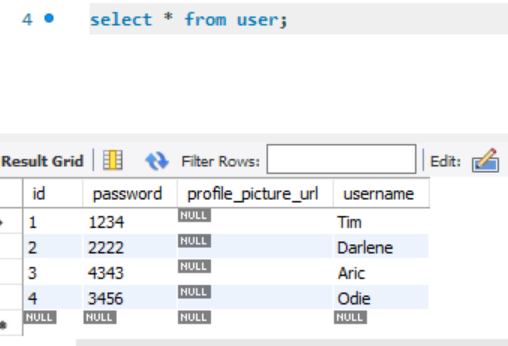 4 select * from user;
Result Grid Filter Rows: Edit:
id password profile_picture_url username
1 1234 NULL Tim
2 2222 NULL Darlene
3 4343 NULL Aric
4 3456 NULL Odie
* NULL NULL NULL NULL